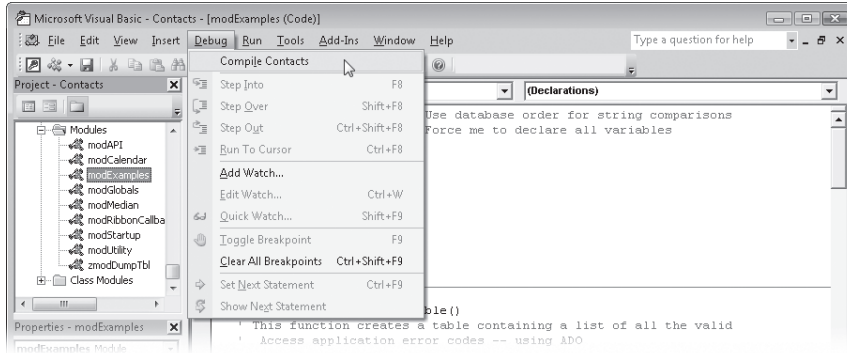 Microsoft Visual Basic - Contacts - [modExamples (Code)]
File Edit View Insert Debug Run Tools Add-Ins Window Help Type a question for help
Compile Contacts
Project - Contacts
Step Into F8
(Declarations)
Step Over Shift+F8
Use database order for string comparisons
Step Out Ctrl+Shift+F8
Force me to declare all variables
Modules
modAPI
Run To Cursor Ctrl+F8
modCalendar
modExamples
Add Watch...
modGlobals
Edit Watch... Ctrl+W
modMedian
Quick Watch... Shift+F9
modRibbonCallba
modStartup
Toggle Breakpoint F9
modUtility
zmodDumpTbl
Clear All Breakpoints Ctrl+Shift+F9
Class Modules
Set Next Statement Ctrl+F9
Show Next Statement
ble()
Properties - modExamples
' This function creates a table containing a list of all the valid
modExamples Module
' Access application error codes -- using ADO